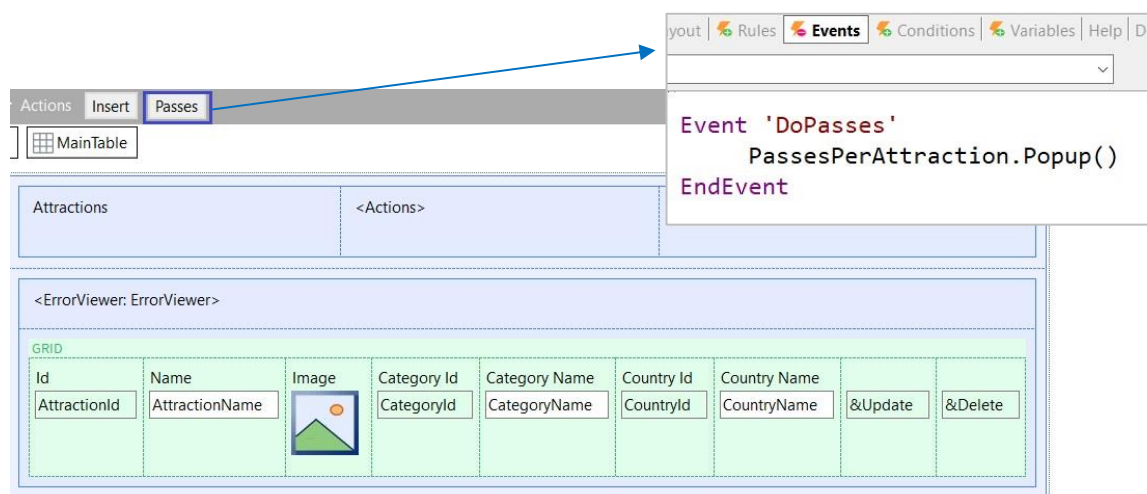 yout Rules Events Conditions Variables Help D
Event 'DoPasses'
PassesPerAttraction.Popup()
EndEvent
Actions Insert Passes
MainTable
Attractions <Actions>
<ErrorViewer: ErrorViewer>
GRID
Id Name Image Category Id Category Name Country Id Country Name
AttractionId AttractionName CategoryId CategoryName CountryId CountryName &Update &Delete